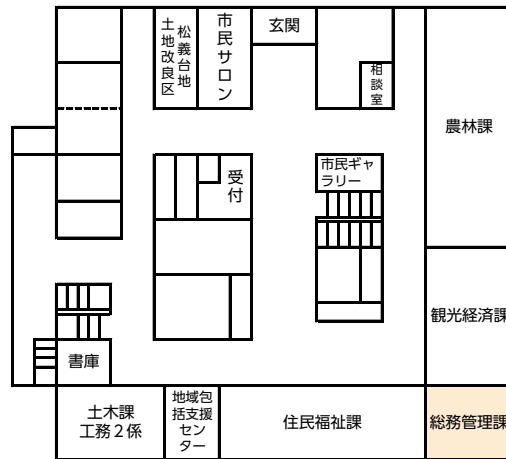 土地改良区
松義台地
市民サロン
玄関
相談室
農林課
受付
市民ギャ
ラリー
観光経済課
書庫
土木課
工務２係
地域包
括支援
セン
ター
住民福祉課
総務管理課